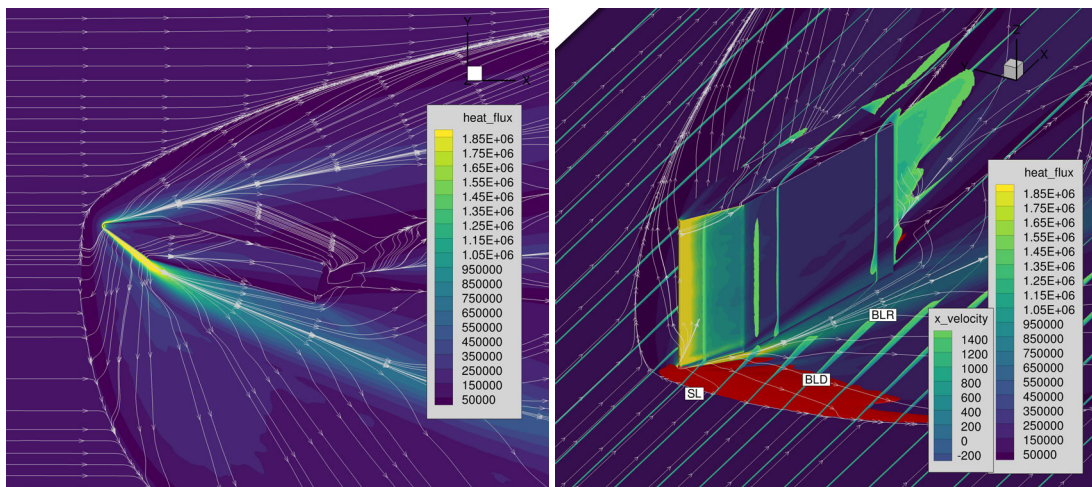 Y
X
heat_flux
1.85E+06
1.75E+06
1.65E+06
1.55E+06
1.45E+06
1.35E+06
1.25E+06
1.15E+06
1.05E+06
950000
850000
750000
650000
550000
450000
350000
250000
150000
50000
Z
Y
X
heat_flux
1.85E+06
1.75E+06
1.65E+06
1.55E+06
1.45E+06
1.35E+06
1.25E+06
1.15E+06
1.05E+06
950000
850000
750000
650000
550000
450000
350000
250000
150000
50000
x_velocity
1400
1200
1000
800
600
400
200
0
-200
BLR
BLD
SL